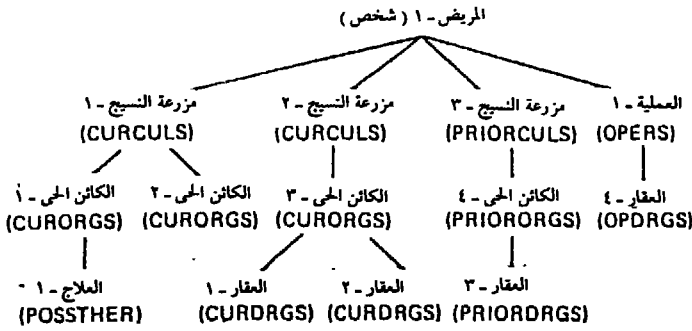 المريض - ١ ( شخص )
مزرعة النسيج - ١ مزرعة النسيج - ٢ مزرعة النسيج - ٣ العملية - ١
(CURCULS) (CURCULS) (PRIORCULS) (OPERS)
الكائن الحى - ١ الكائن الحى - ٢ الكائن الحى - ٣ الكائن الحى - ٤ العقار - ٤
(CURORGS) (CURORGS) (CURORGS) (PRIORORGS) (OPDRGS)
العلاج - ١ العقار - ١ العقار - ٢ العقار - ٣
(POSSTHER) (CURDRGS) (CURDRGS) (PRIORDRGS)